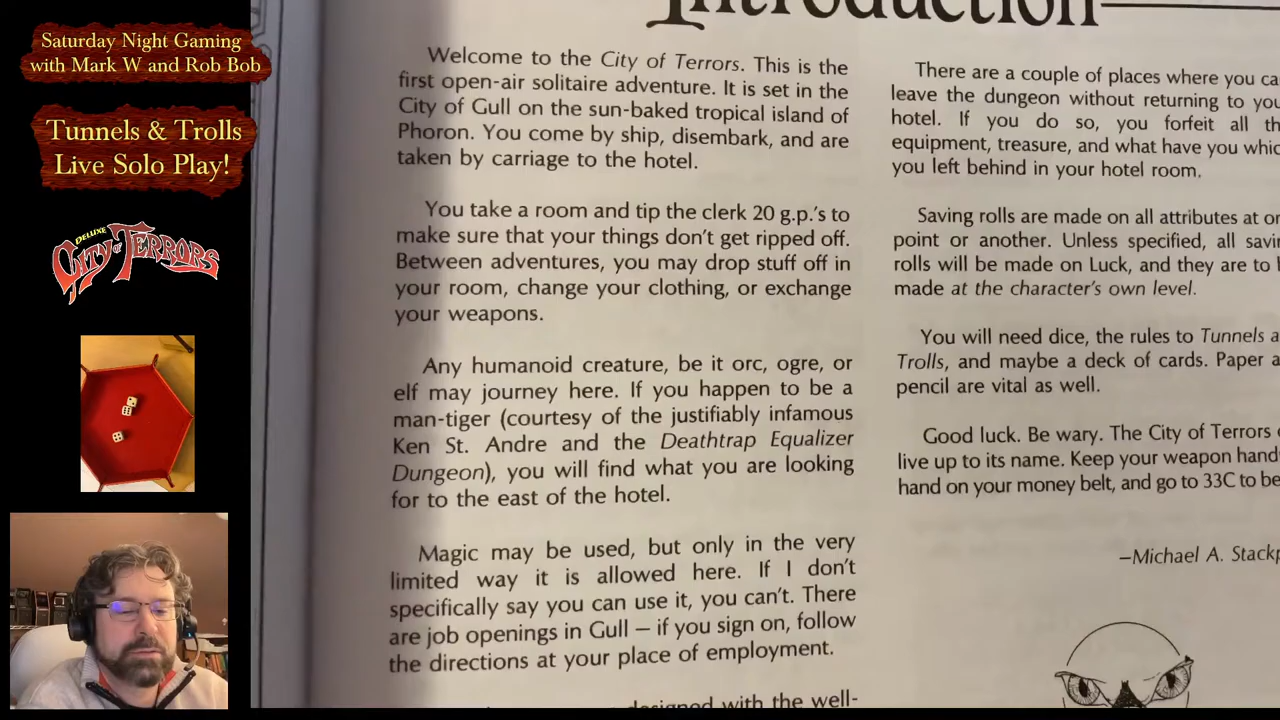 Saturday Night Gaming
with Mark W and Rob Bob
Tunnels & Trolls
Live Solo Play!
DELUXE
CITY OF TERRORS
Introduction
Welcome to the City of Terrors. This is the
first open-air solitaire adventure. It is set in the
City of Gull on the sun-baked tropical island of
Phoron. You come by ship, disembark, and are
taken by carriage to the hotel.
You take a room and tip the clerk 20 g.p.'s to
make sure that your things don't get ripped off.
Between adventures, you may drop stuff off in
your room, change your clothing, or exchange
your weapons.
Any humanoid creature, be it orc, ogre, or
elf may journey here. If you happen to be a
man-tiger (courtesy of the justifiably infamous
Ken St. Andre and the Deathtrap Equalizer
Dungeon), you will find what you are looking
for to the east of the hotel.
Magic may be used, but only in the very
limited way it is allowed here. If I don't
specifically say you can use it, you can't. There
are job openings in Gull – if you sign on, follow
the directions at your place of employment.
designed with the well-
There are a couple of places where you ca
leave the dungeon without returning to you
hotel. If you do so, you forfeit all th
equipment, treasure, and what have you whic
you left behind in your hotel room.
Saving rolls are made on all attributes at on
point or another. Unless specified, all savin
rolls will be made on Luck, and they are to b
made at the character's own level.
You will need dice, the rules to Tunnels a
Trolls, and maybe a deck of cards. Paper a
pencil are vital as well.
Good luck. Be wary. The City of Terrors
live up to its name. Keep your weapon hand
hand on your money belt, and go to 33C to be
–Michael A. Stackp